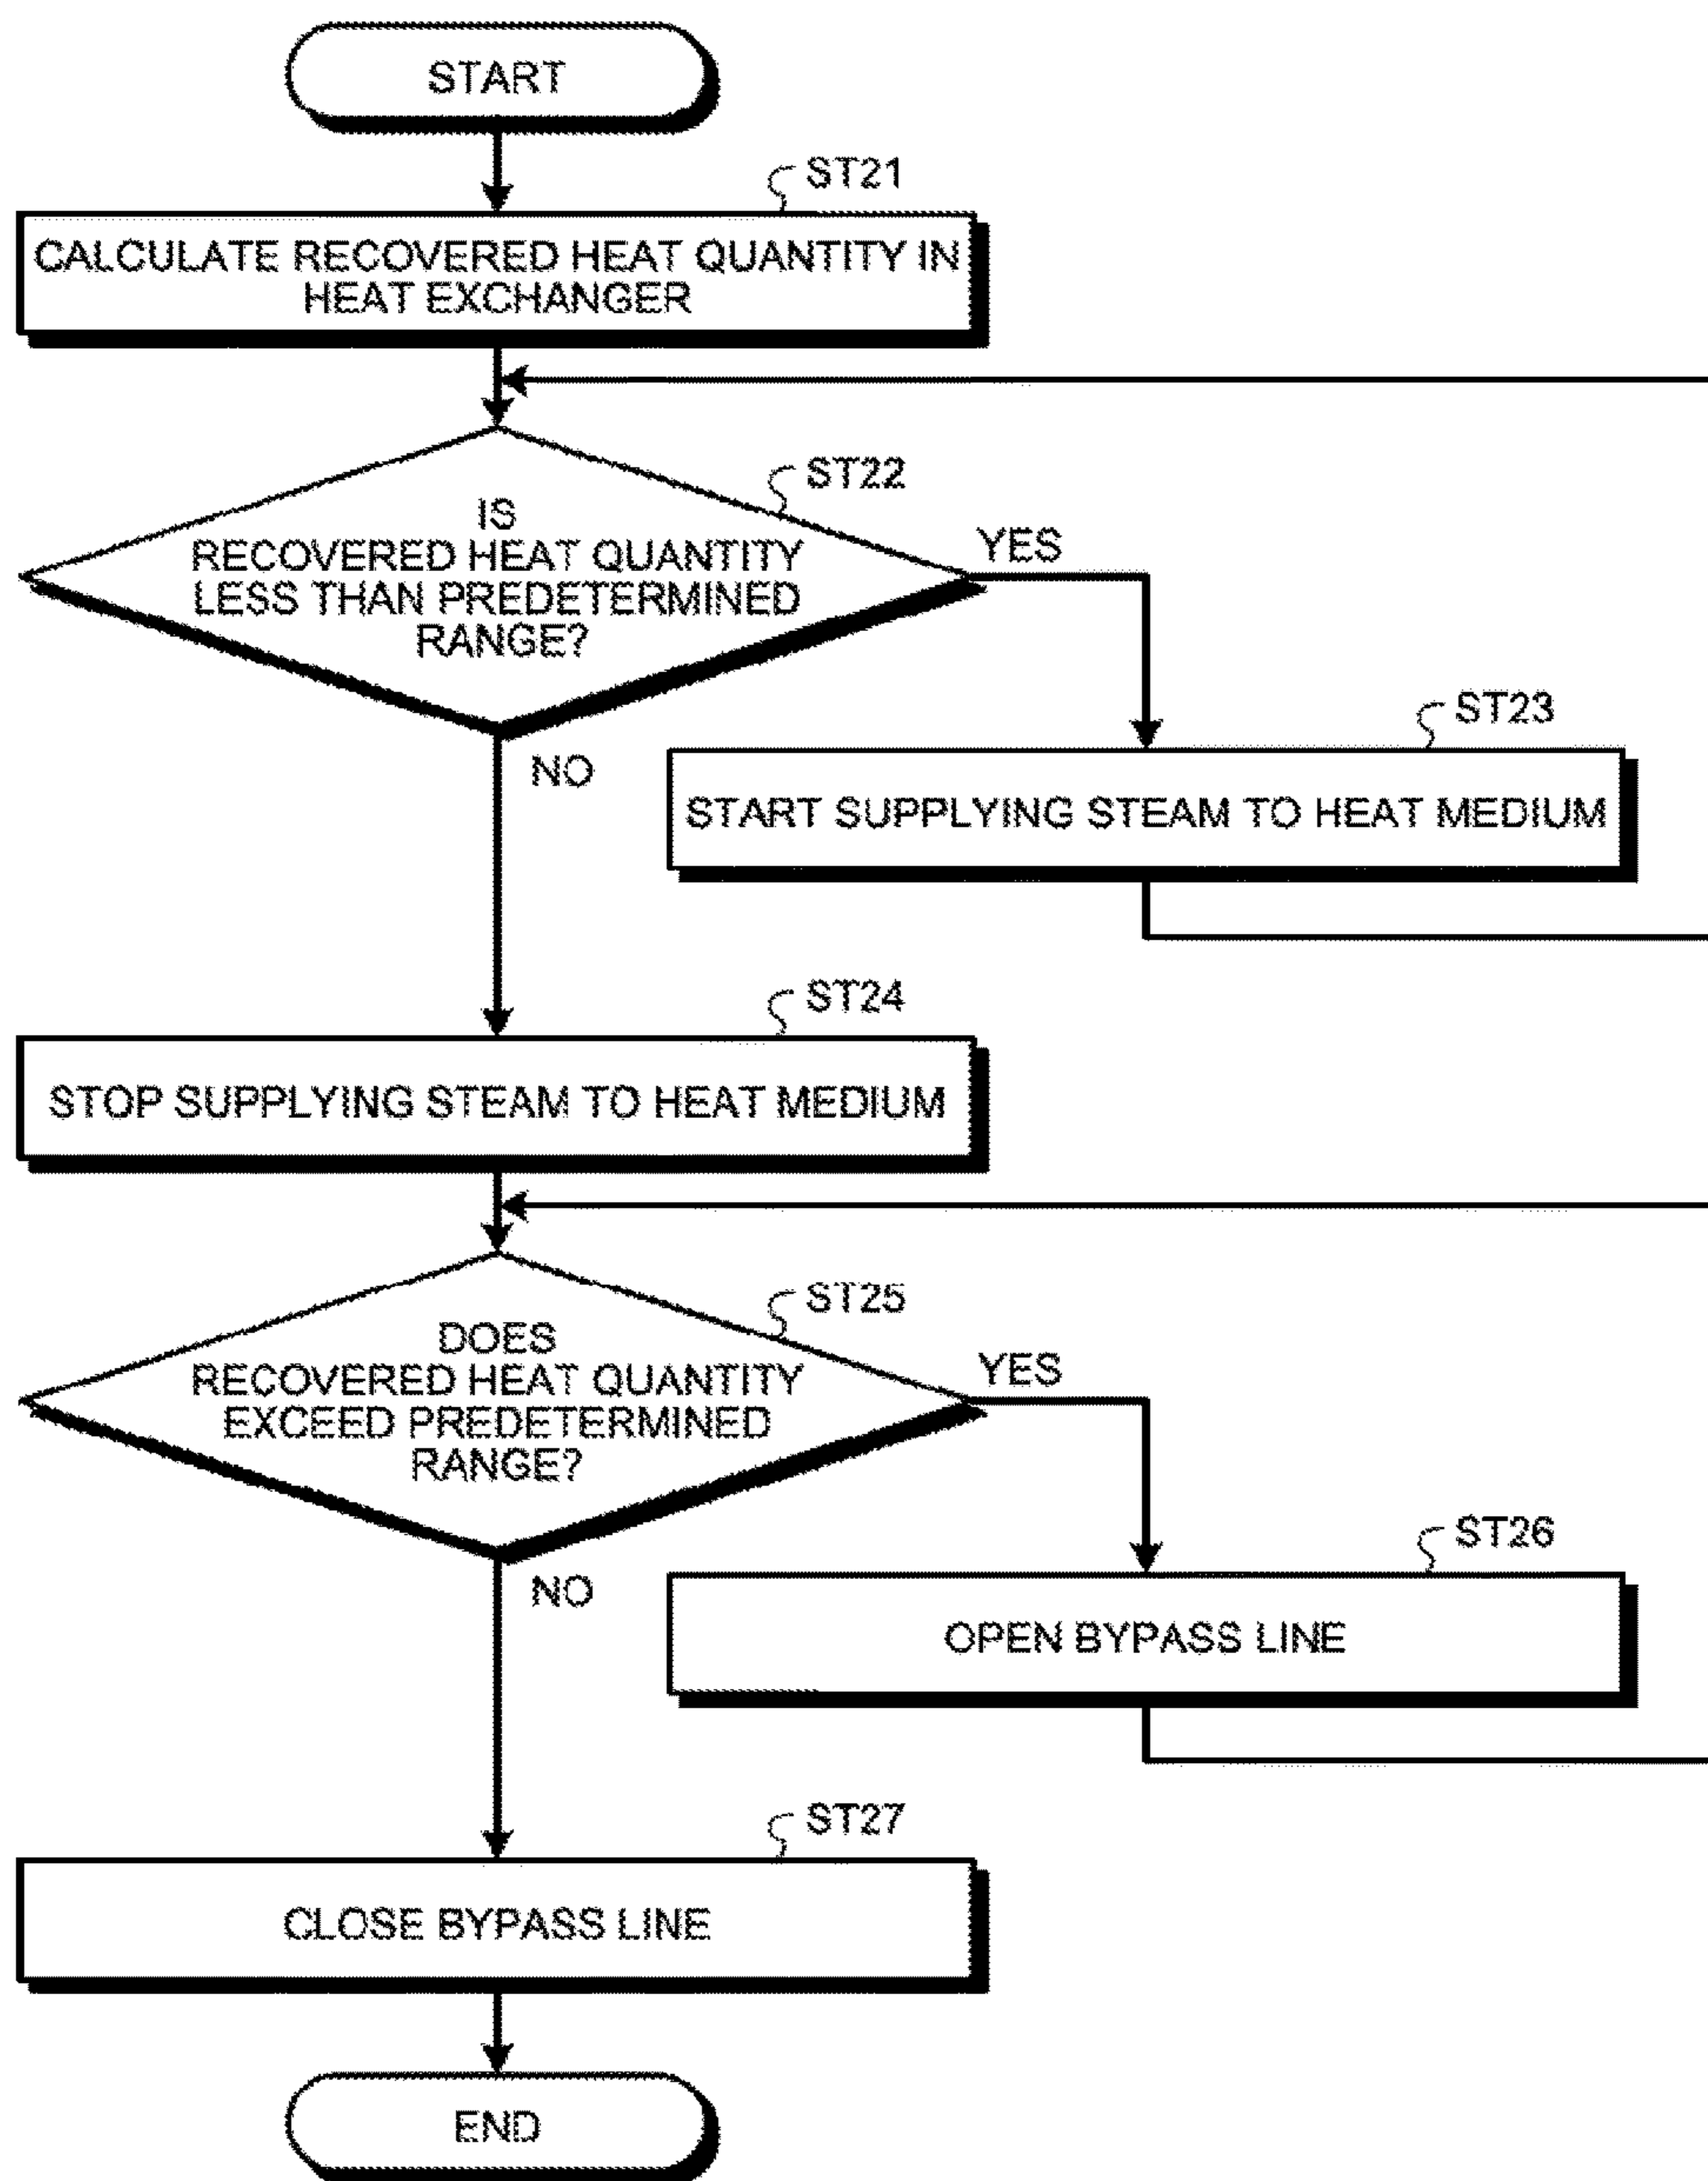 START
ST21
CALCULATE RECOVERED HEAT QUANTITY IN
HEAT EXCHANGER
ST22
IS
RECOVERED HEAT QUANTITY
LESS THAN PREDETERMINED
RANGE?
YES
NO
ST23
START SUPPLYING STEAM TO HEAT MEDIUM
ST24
STOP SUPPLYING STEAM TO HEAT MEDIUM
ST25
DOES
RECOVERED HEAT QUANTITY
EXCEED PREDETERMINED
RANGE?
YES
NO
ST26
OPEN BYPASS LINE
ST27
CLOSE BYPASS LINE
END